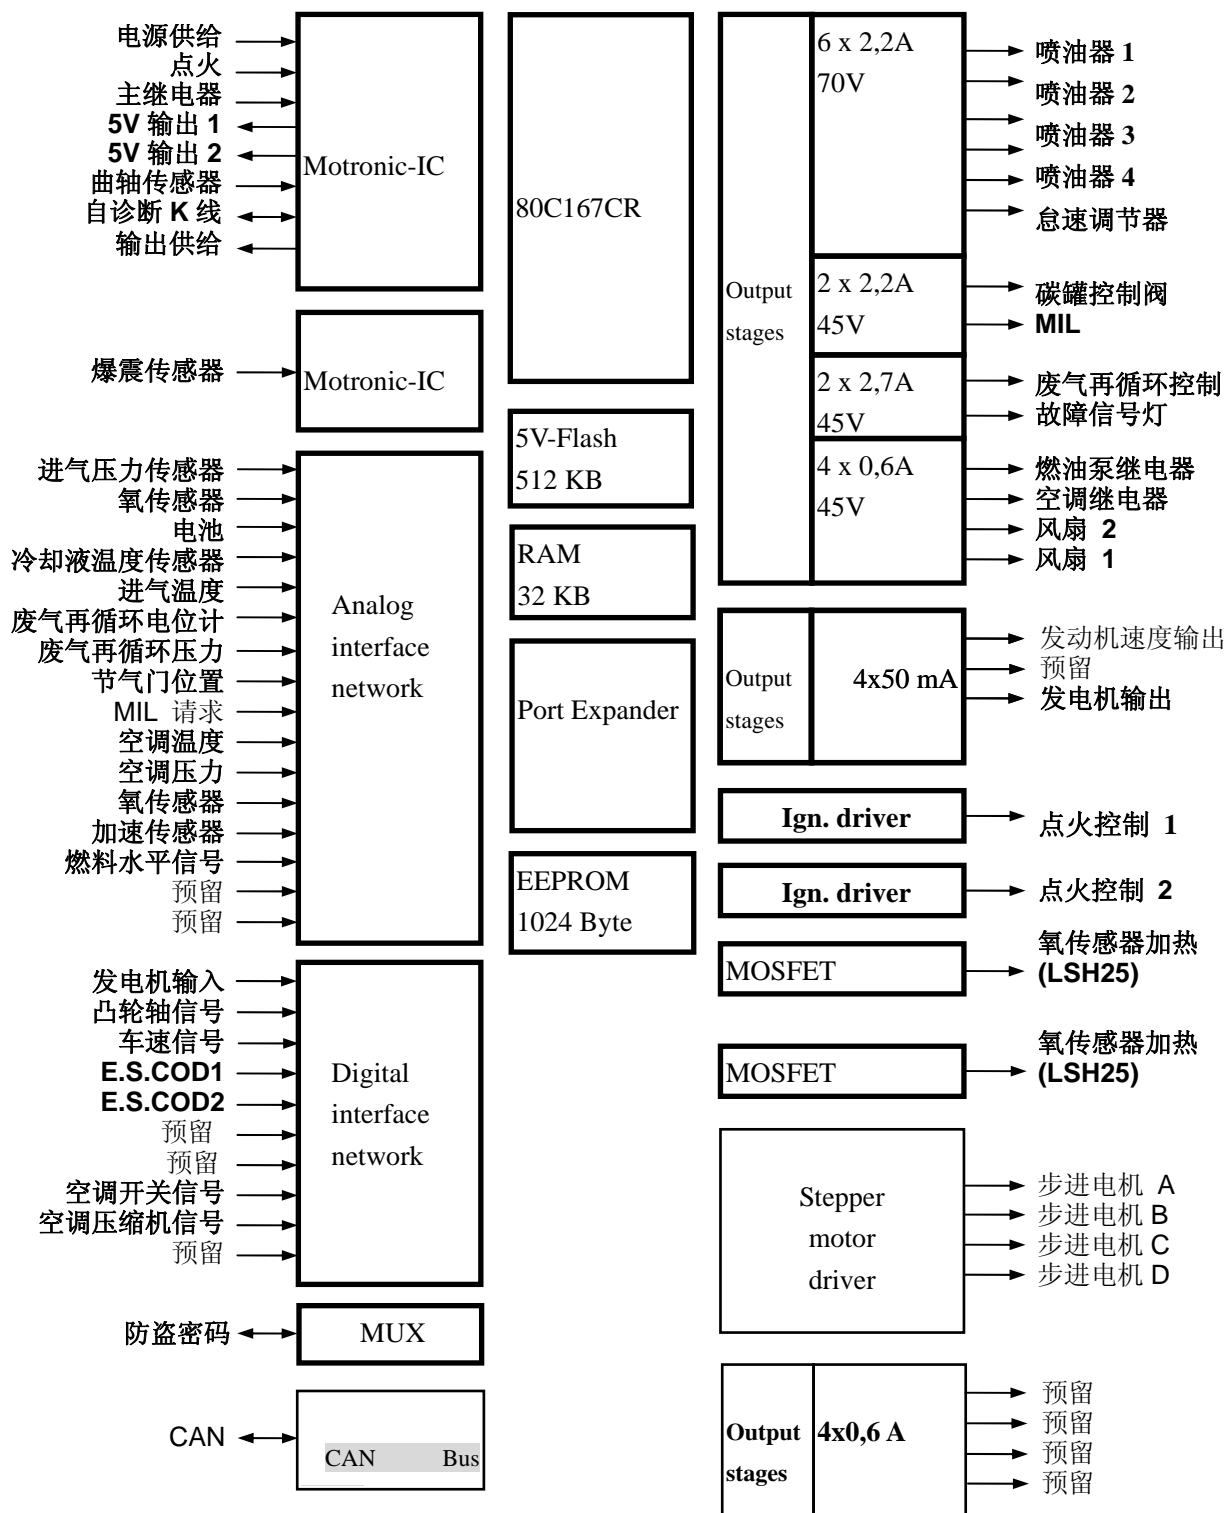 电源供给
点火
主继电器
5V 输出 1
5V 输出 2
曲轴传感器
自诊断 K 线
输出供给
Motronic-IC
爆震传感器
Motronic-IC
进气压力传感器
氧传感器
电池
冷却液温度传感器
进气温度
废气再循环电位计
废气再循环压力
节气门位置
MIL 请求
空调温度
空调压力
氧传感器
加速传感器
燃料水平信号
预留
预留
Analog
interface
network
发电机输入
凸轮轴信号
车速信号
E.S.COD1
E.S.COD2
预留
预留
空调开关信号
空调压缩机信号
预留
Digital
interface
network
防盗密码
MUX
CAN
CAN Bus
80C167CR
5V-Flash
512 KB
RAM
32 KB
Port Expander
EEPROM
1024 Byte
Output
stages
6 x 2,2A
70V
喷油器 1
喷油器 2
喷油器 3
喷油器 4
怠速调节器
2 x 2,2A
45V
碳罐控制阀
MIL
2 x 2,7A
45V
废气再循环控制
故障信号灯
4 x 0,6A
45V
燃油泵继电器
空调继电器
风扇 2
风扇 1
Output
stages
4x50 mA
发动机速度输出
预留
发电机输出
Ign. driver
点火控制 1
Ign. driver
点火控制 2
MOSFET
氧传感器加热
(LSH25)
MOSFET
氧传感器加热
(LSH25)
Stepper
motor
driver
步进电机 A
步进电机 B
步进电机 C
步进电机 D
Output
stages
4x0,6 A
预留
预留
预留
预留